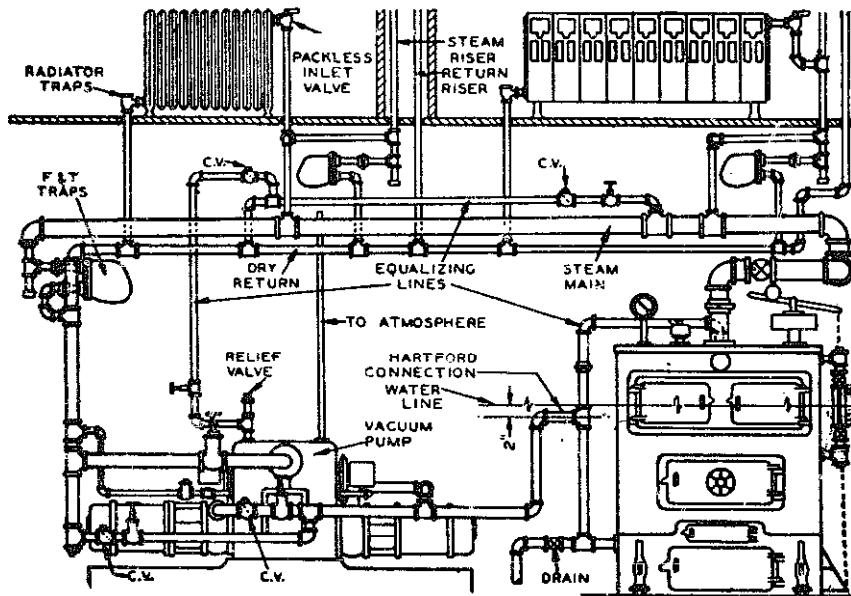 STEAM
RISER
RETURN
RISER
PACKLESS
INLET
VALVE
RADIATOR
TRAPS
C.V.
C.V.
F&T
TRAPS
DRY
RETURN
EQUALIZING
LINES
STEAM
MAIN
TO ATMOSPHERE
RELIEF
VALVE
HARTFORD
CONNECTION
WATER
LINE
2"
VACUUM
PUMP
C.V.
C.V.
DRAIN